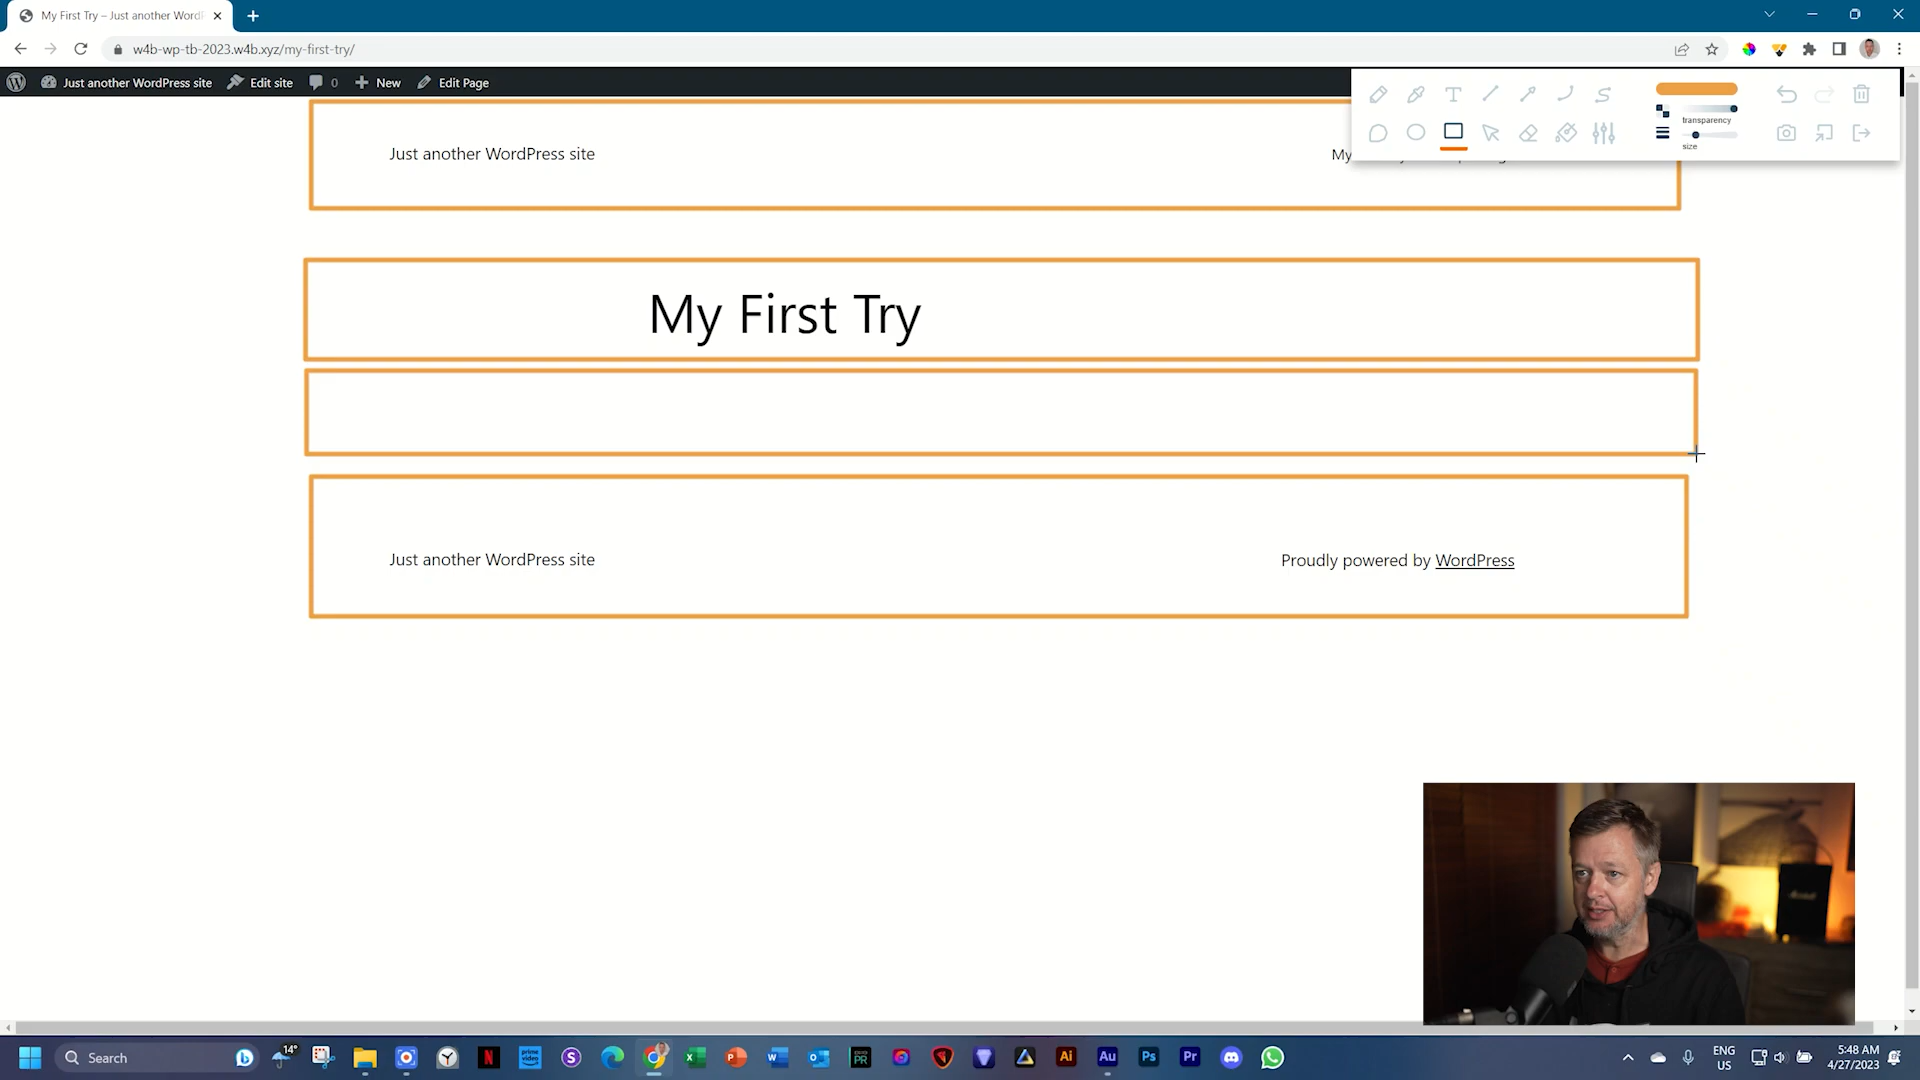 My First Try – Just another WordP
w4b-wp-tb-2023.w4b.xyz/my-first-try/
Just another WordPress site
Edit site
0
New
Edit Page
T
transparency
size
Just another WordPress site
My
My First Try
Just another WordPress site
Proudly powered by WordPress
Search
14°
ENG
US
5:48 AM
4/27/2023